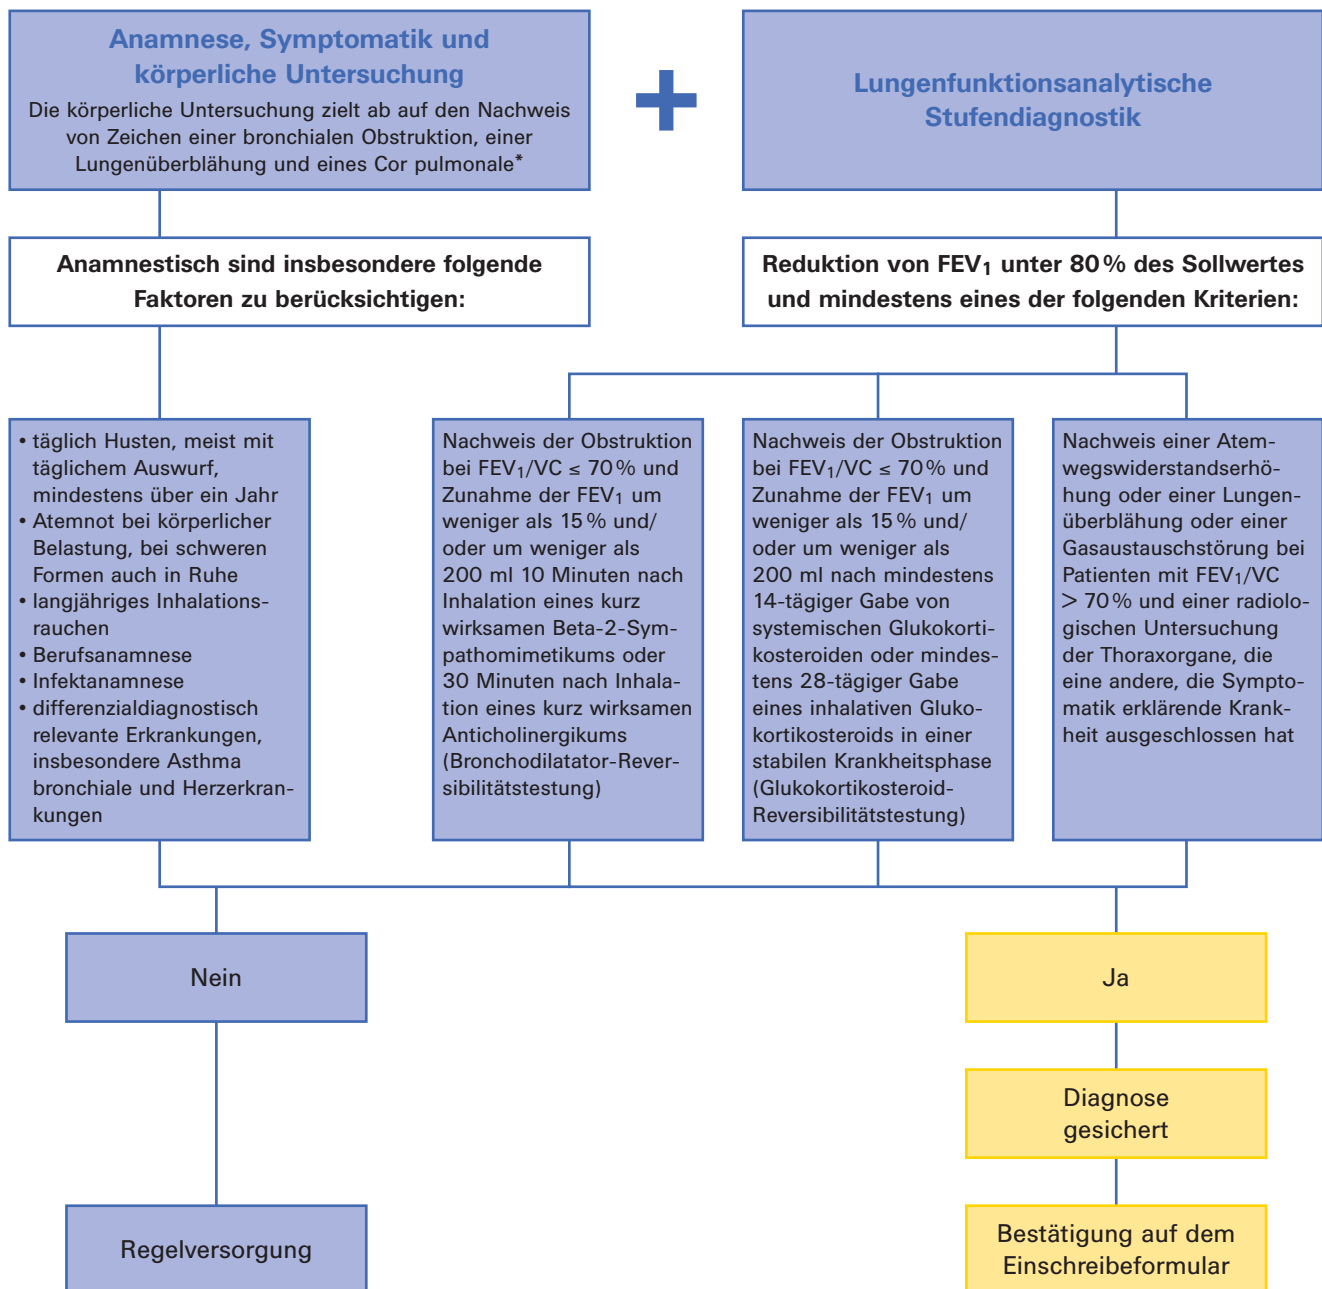 Anamnese, Symptomatik und
körperliche Untersuchung
Die körperliche Untersuchung zielt ab auf den Nachweis
von Zeichen einer bronchialen Obstruktion, einer
Lungenüberblähung und eines Cor pulmonale*
+
Lungenfunktionsanalytische
Stufendiagnostik
Anamnestisch sind insbesondere folgende
Faktoren zu berücksichtigen:
Reduktion von FEV₁ unter 80 % des Sollwertes
und mindestens eines der folgenden Kriterien:
• täglich Husten, meist mit
täglichem Auswurf,
mindestens über ein Jahr
• Atemnot bei körperlicher
Belastung, bei schweren
Formen auch in Ruhe
• langjähriges Inhalations-
rauchen
• Berufsanamnese
• Infektanamnese
• differenzialdiagnostisch
relevante Erkrankungen,
insbesondere Asthma
bronchiale und Herzerkran-
kungen
Nachweis der Obstruktion
bei FEV₁/VC ≤ 70 % und
Zunahme der FEV₁ um
weniger als 15 % und/
oder um weniger als
200 ml 10 Minuten nach
Inhalation eines kurz
wirksamen Beta-2-Sym-
pathomimetikums oder
30 Minuten nach Inhala-
tion eines kurz wirksamen
Anticholinergikums
(Bronchodilatator-Rever-
sibilitätstestung)
Nachweis der Obstruktion
bei FEV₁/VC ≤ 70 % und
Zunahme der FEV₁ um
weniger als 15 % und/
oder um weniger als
200 ml nach mindestens
14-tägiger Gabe von
systemischen Glukokorti-
kosteroiden oder mindes-
tens 28-tägiger Gabe
eines inhalativen Gluko-
kortikosteroids in einer
stabilen Krankheitsphase
(Glukokortikosteroid-
Reversibilitätstestung)
Nachweis einer Atem-
wegswiderstandserhö-
hung oder einer Lungen-
überblähung oder einer
Gasaustauschstörung bei
Patienten mit FEV₁/VC
> 70 % und einer radiolo-
gischen Untersuchung
der Thoraxorgane, die
eine andere, die Sympto-
matik erklärende Krank-
heit ausgeschlossen hat
Nein
Ja
Diagnose
gesichert
Regelversorgung
Bestätigung auf dem
Einschreibeformular